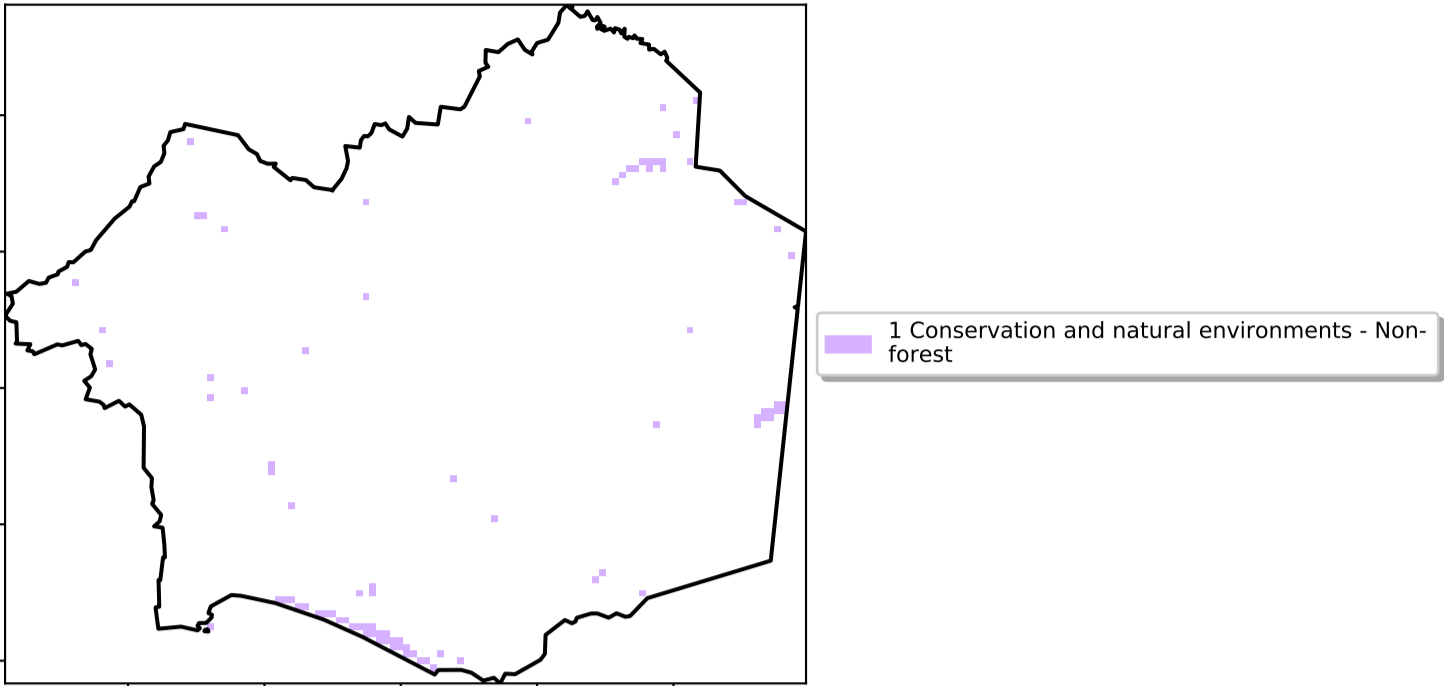 1 Conservation and natural environments - Non-
forest